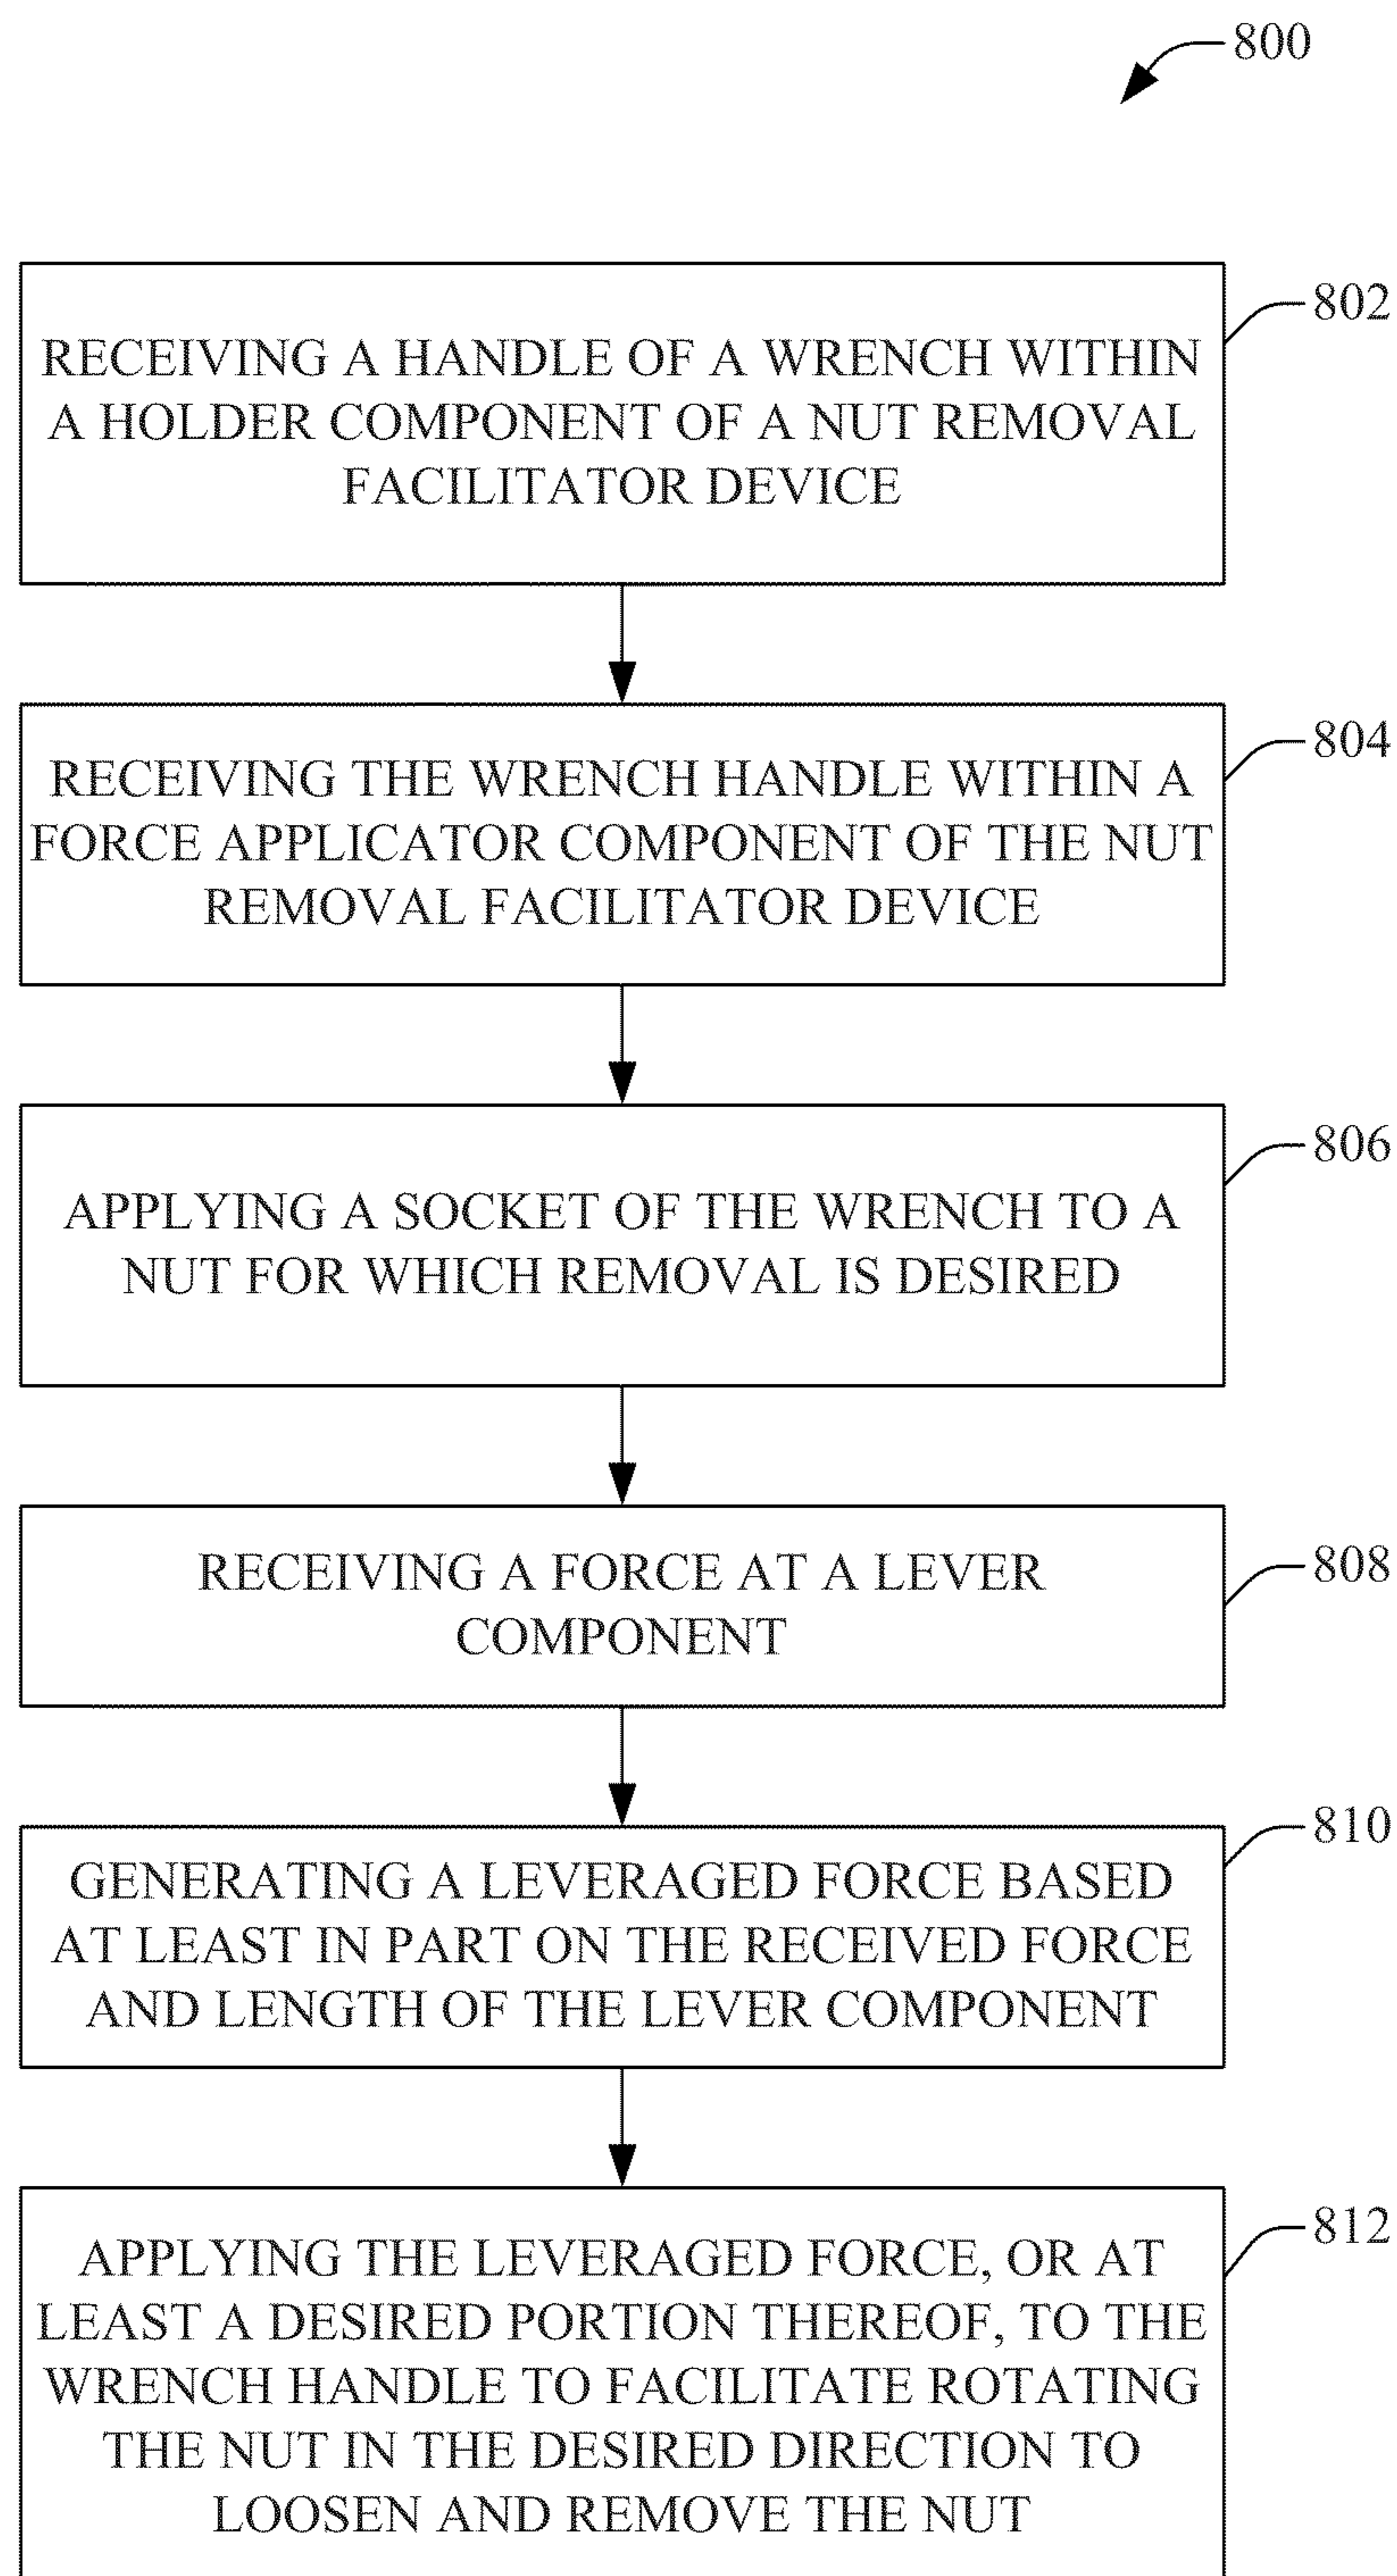 800
802
RECEIVING A HANDLE OF A WRENCH WITHIN
A HOLDER COMPONENT OF A NUT REMOVAL
FACILITATOR DEVICE
804
RECEIVING THE WRENCH HANDLE WITHIN A
FORCE APPLICATOR COMPONENT OF THE NUT
REMOVAL FACILITATOR DEVICE
806
APPLYING A SOCKET OF THE WRENCH TO A
NUT FOR WHICH REMOVAL IS DESIRED
808
RECEIVING A FORCE AT A LEVER
COMPONENT
810
GENERATING A LEVERAGED FORCE BASED
AT LEAST IN PART ON THE RECEIVED FORCE
AND LENGTH OF THE LEVER COMPONENT
812
APPLYING THE LEVERAGED FORCE, OR AT
LEAST A DESIRED PORTION THEREOF, TO THE
WRENCH HANDLE TO FACILITATE ROTATING
THE NUT IN THE DESIRED DIRECTION TO
LOOSEN AND REMOVE THE NUT